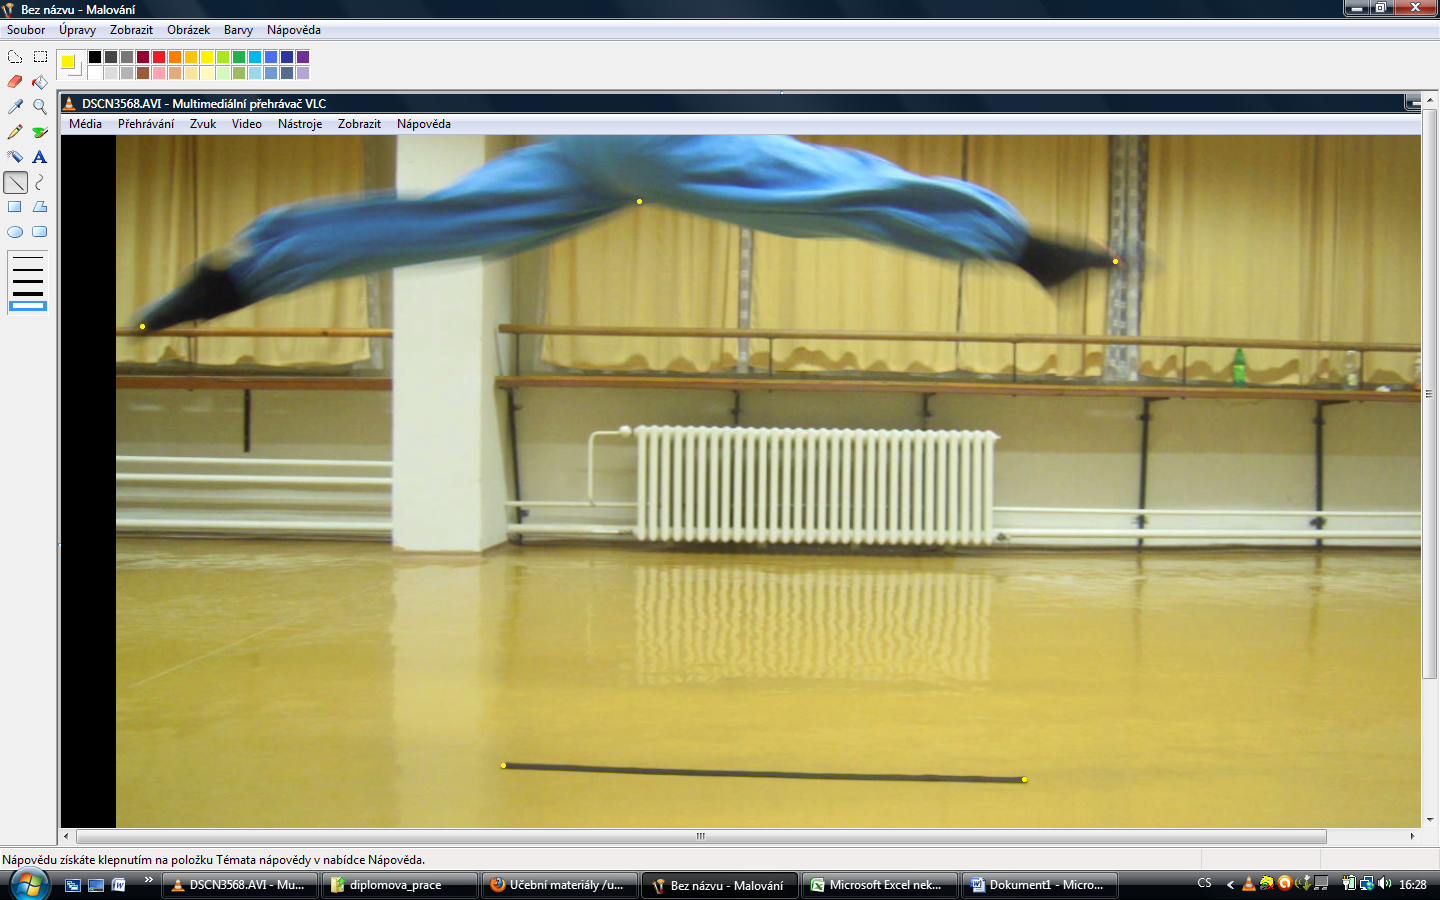 Bez názvu - Malování
Soubor Úpravy Zobrazit Obrázek Barvy Nápověda
DSCN3568.AVI - Multimediální přehrávač VLC
Média Přehrávání Zvuk Video Nástroje Zobrazit Nápověda
A
Nápovědu získáte klepnutím na položku Témata nápovědy v nabídce Nápověda.
DSCN3568.AVI - Mu... diplomova_prace Učební materiály /u... Bez názvu - Malování Microsoft Excel nek... Dokument1 - Micro... CS 16:28